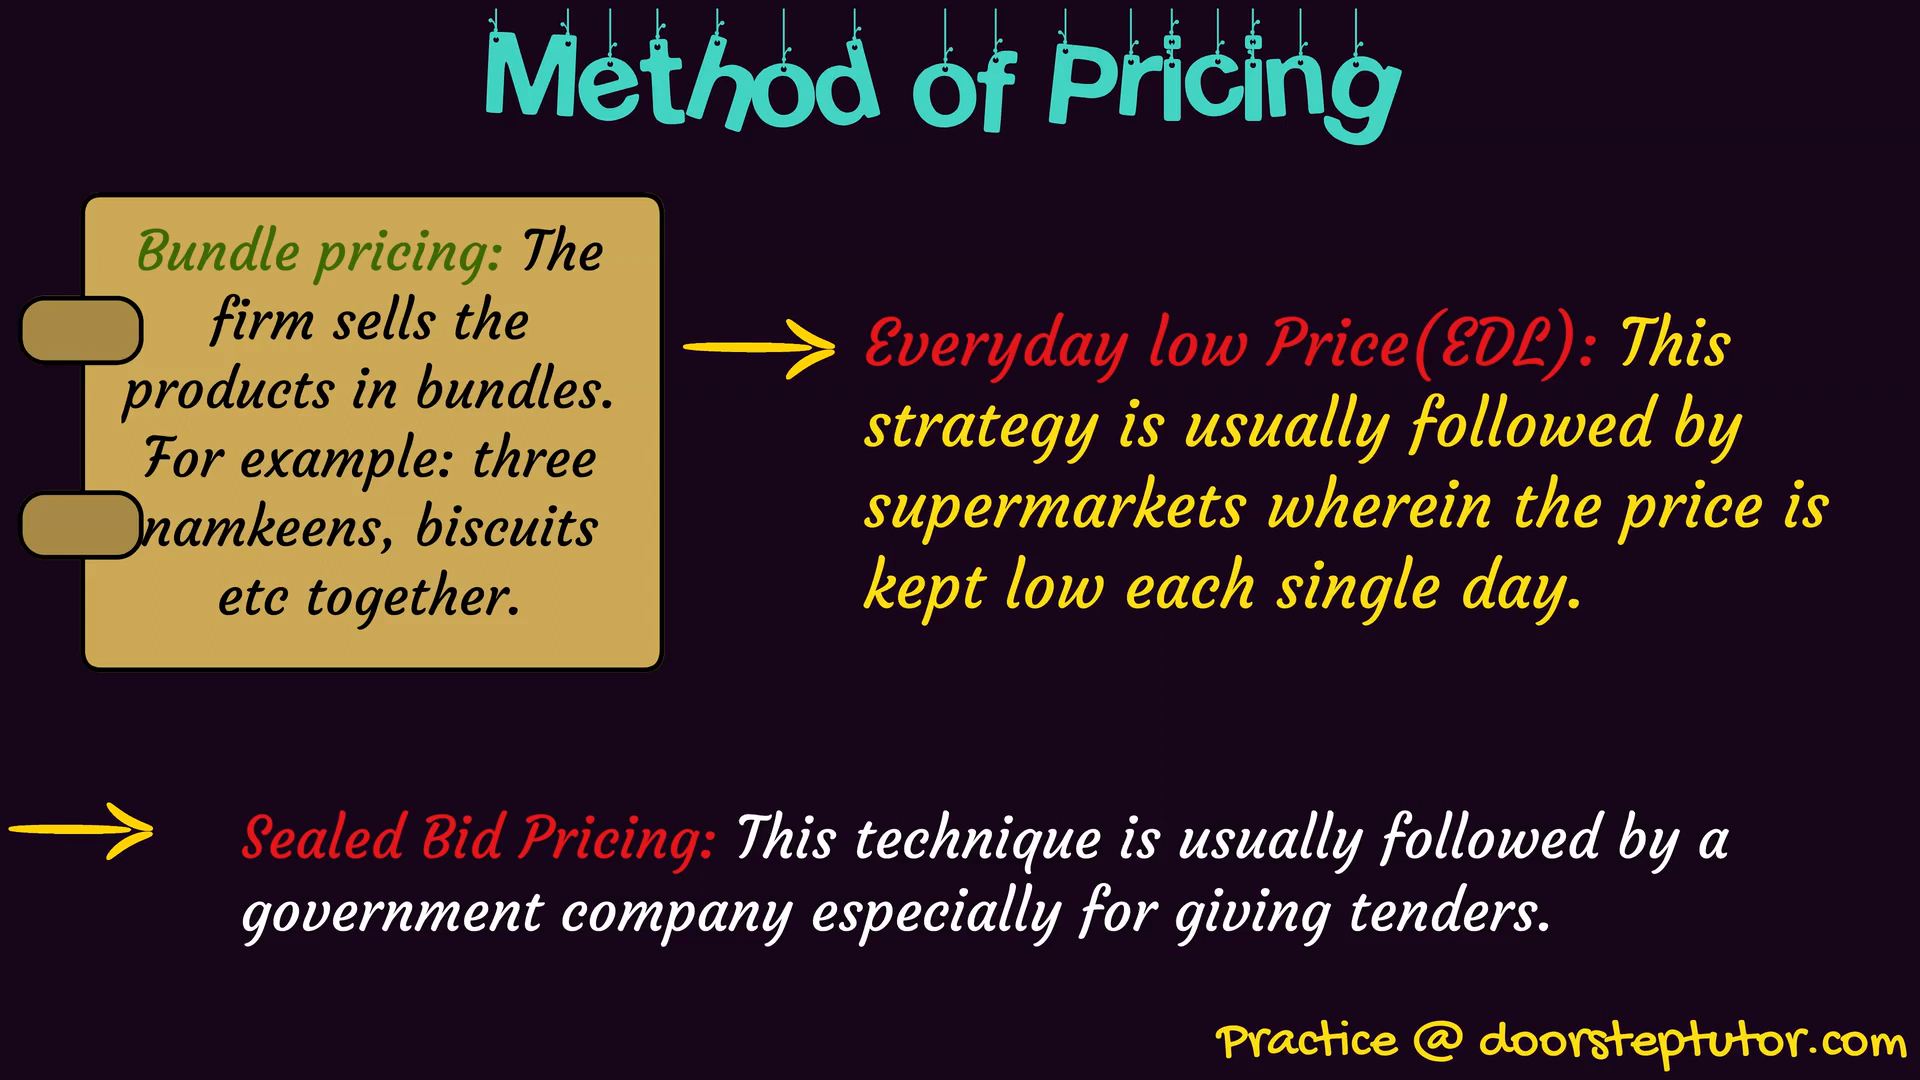 Method of Pricing
Bundle pricing: The
firm sells the
products in bundles.
For example: three
namkeens, biscuits
etc together.
Everyday low Price(EDL): This
strategy is usually followed by
supermarkets wherein the price is
kept low each single day.
Sealed Bid Pricing: This technique is usually followed by a
government company especially for giving tenders.
Practice @ doorsteptutor.com